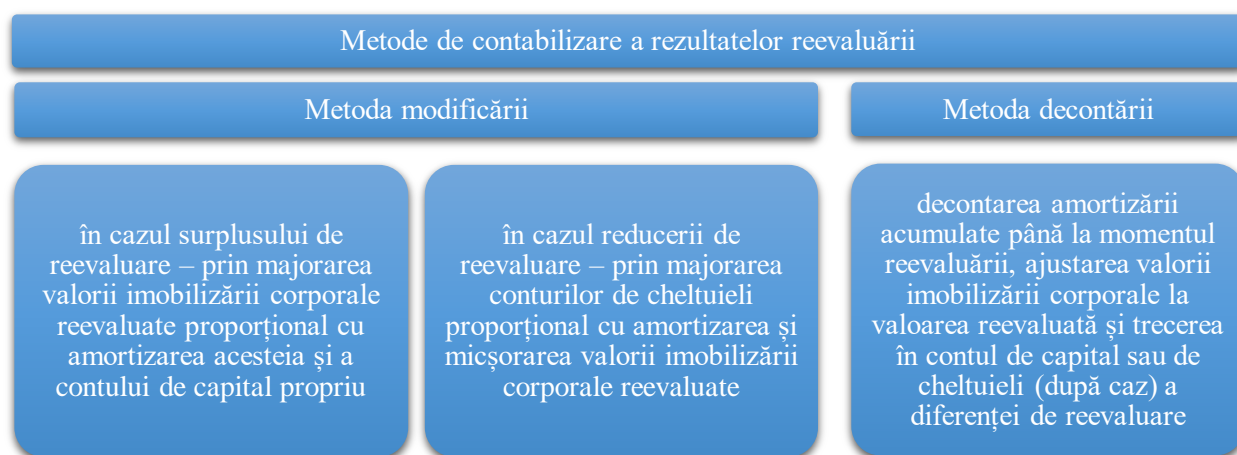 Metode de contabilizare a rezultatelor reevaluării
Metoda modificării
Metoda decontării
în cazul surplusului de
reevaluare – prin majorarea
valorii imobilizării corporale
reevaluate proporțional cu
amortizarea acesteia și a
contului de capital propriu
în cazul reducerii de
reevaluare – prin majorarea
conturilor de cheltuieli
proporțional cu amortizarea și
micșorarea valorii imobilizării
corporale reevaluate
decontarea amortizării
acumulate până la momentul
reevaluării, ajustarea valorii
imobilizării corporale la
valoarea reevaluată și trecerea
în contul de capital sau de
cheltuieli (după caz) a
diferenței de reevaluare